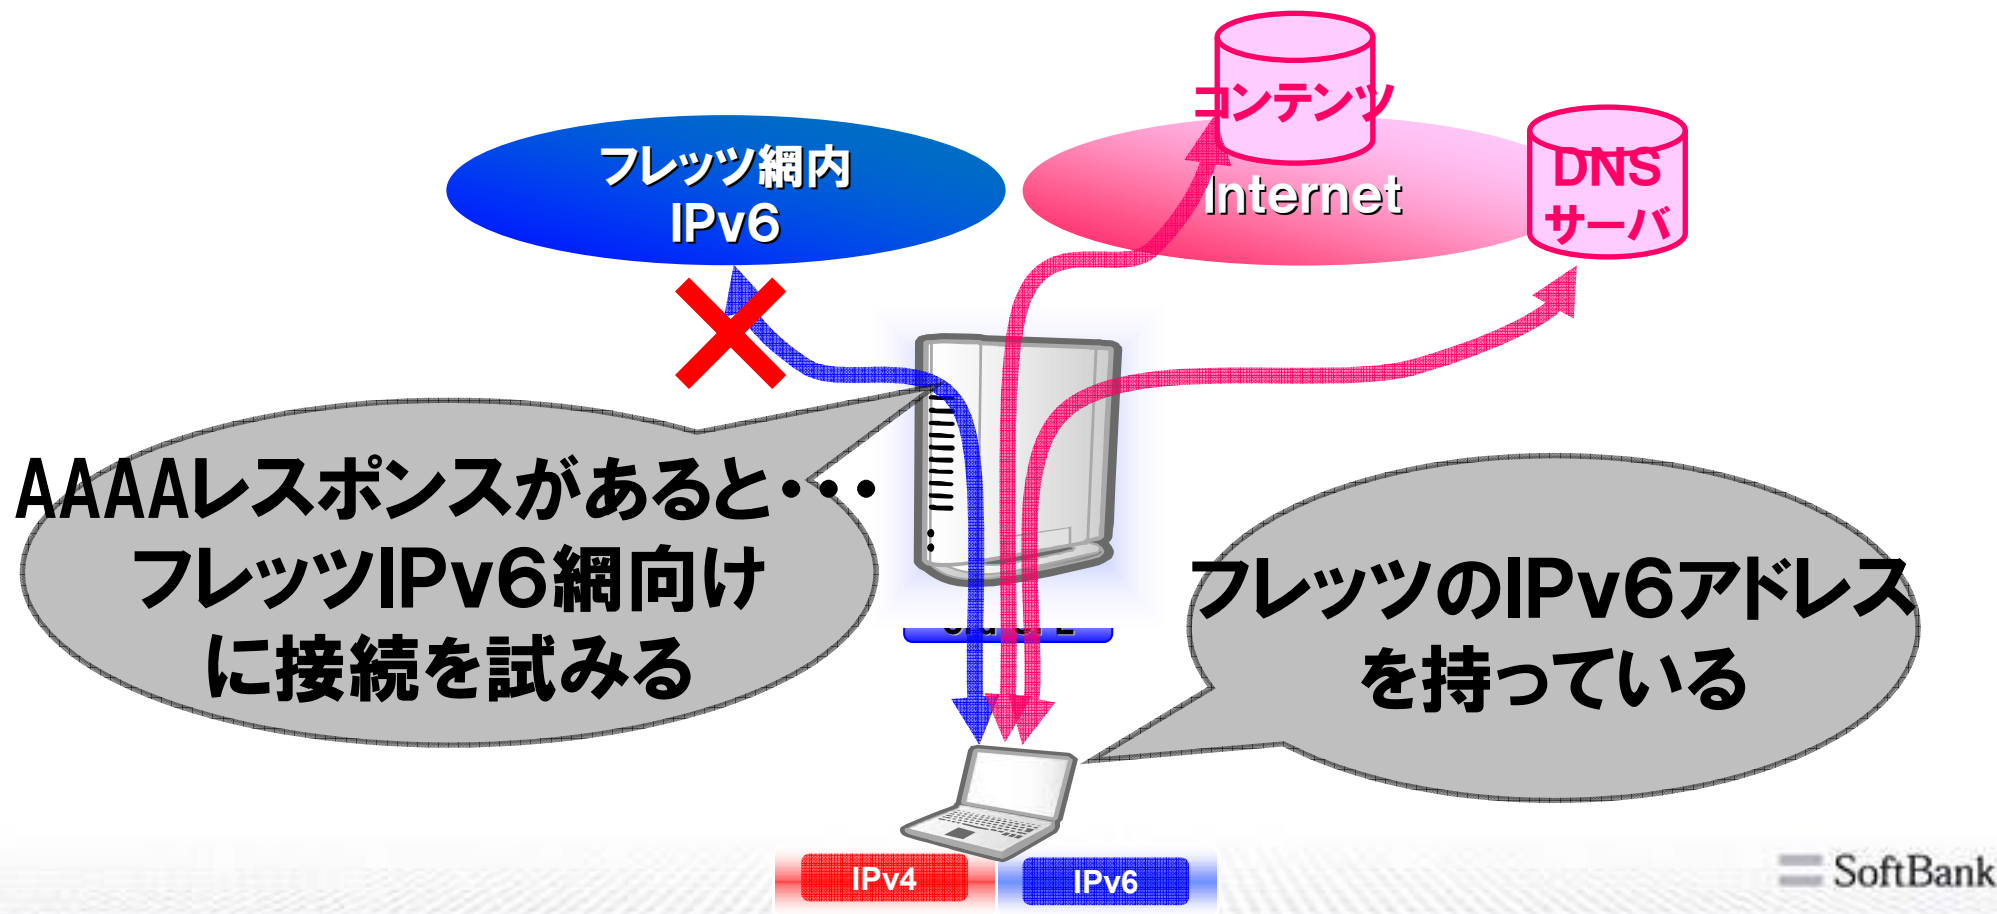 コンテンツ
DNS
サーバ
フレッツ網内
IPv6
Internet
AAAAレスポンスがあると・・・
フレッツIPv6網向け
に接続を試みる
フレッツのIPv6アドレス
を持っている
IPv4
IPv6
SoftBank